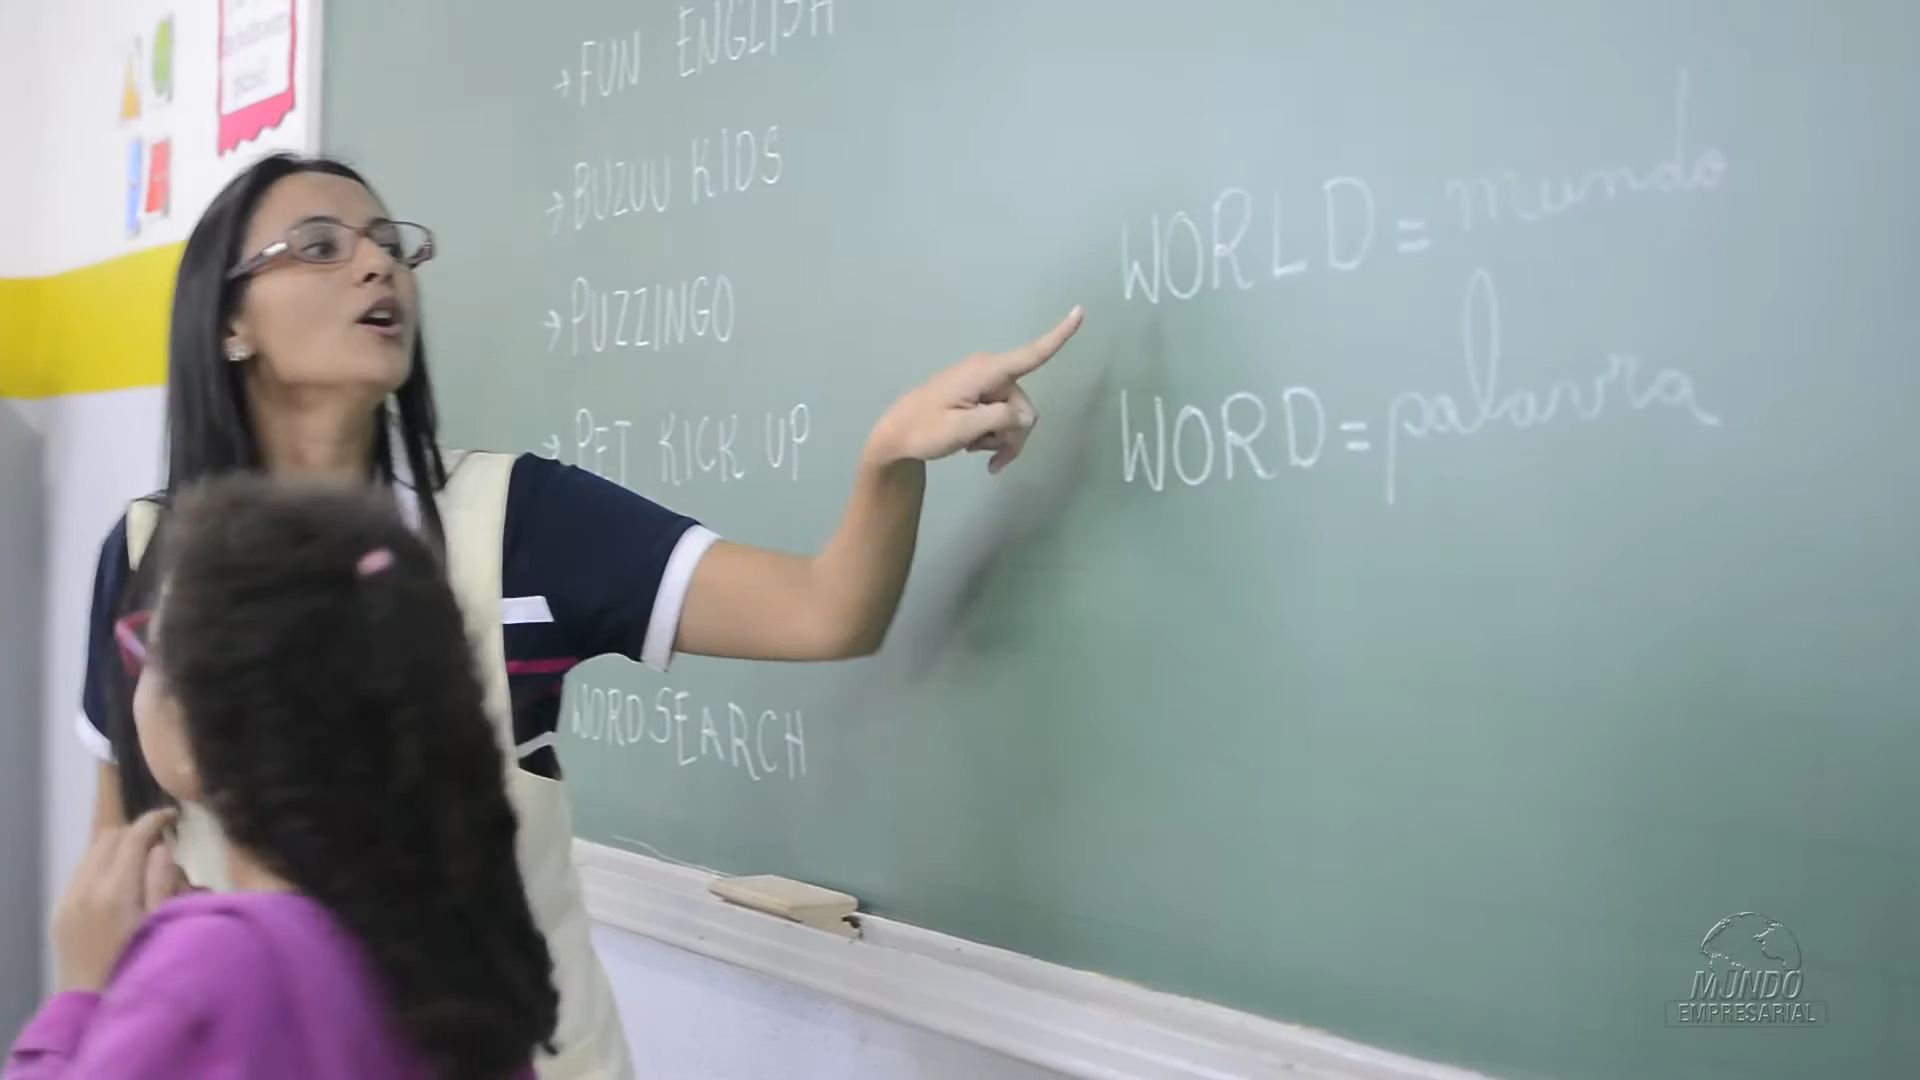 → FUN ENGLISH
→ BUZUU KIDS
→ PUZZINGO
→ PET KICK UP
WORDSEARCH
WORLD = mundo
WORD = palavra
MUNDO
EMPRESARIAL